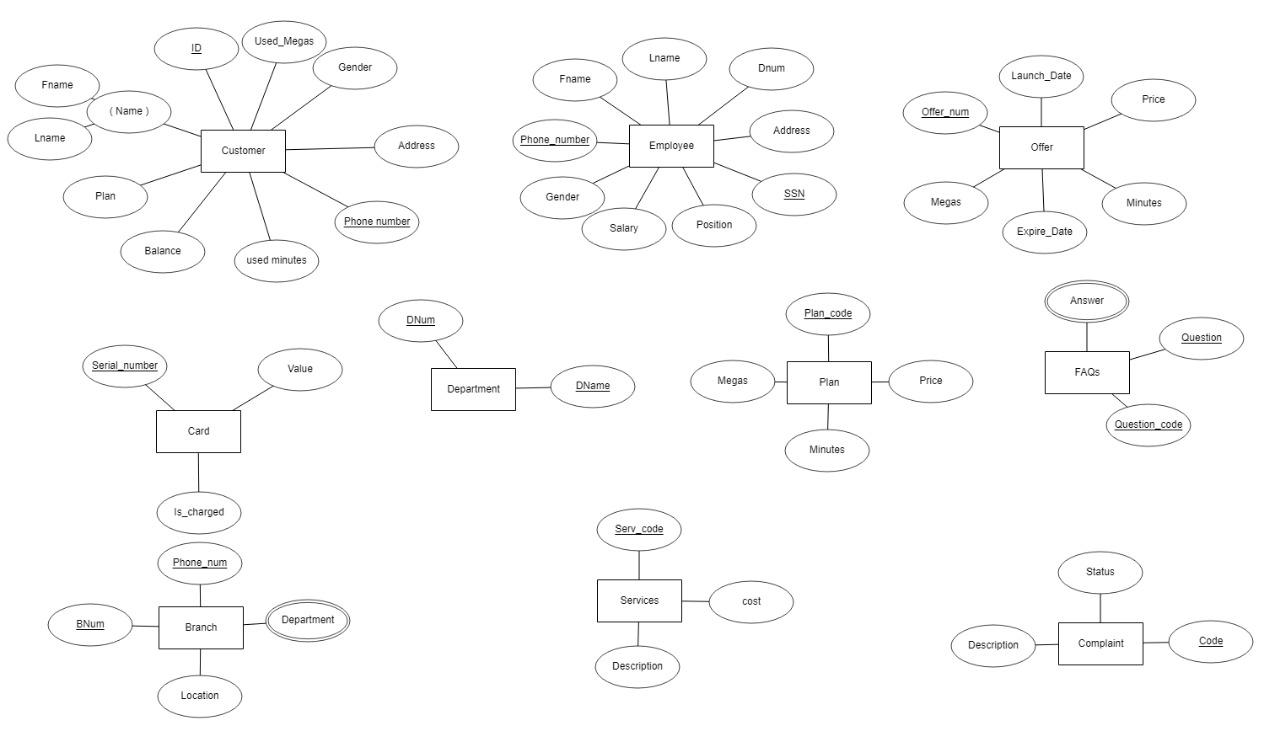 ID
Used_Megas
Gender
Fname
( Name )
Lname
Customer
Address
Plan
Phone number
Balance
used minutes
Lname
Fname
Dnum
Phone_number
Employee
Address
Gender
SSN
Salary
Position
Launch_Date
Offer_num
Price
Offer
Megas
Minutes
Expire_Date
DNum
Department
DName
Plan_code
Megas
Plan
Price
Minutes
Answer
Question
FAQs
Question_code
Serial_number
Value
Card
Is_charged
Phone_num
BNum
Branch
Department
Location
Serv_code
Services
cost
Description
Status
Description
Complaint
Code